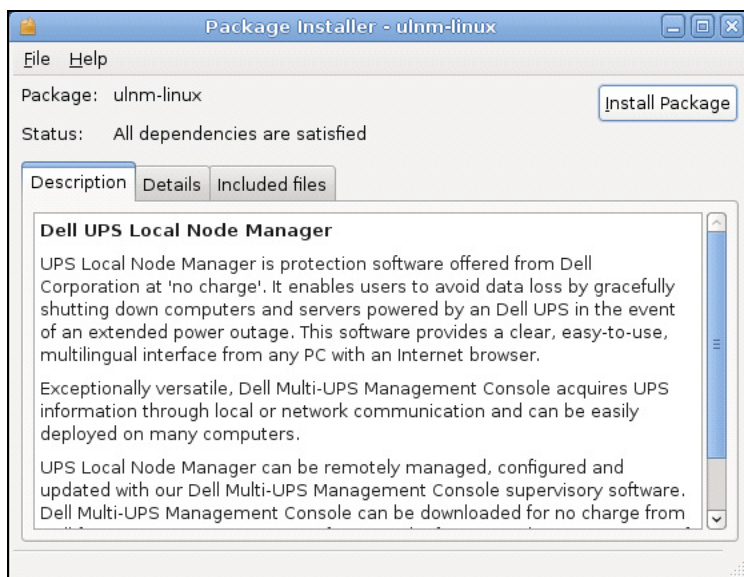 Package Installer - ulnm-linux
File Help
Package: ulnm-linux
Install Package
Status: All dependencies are satisfied
Description Details Included files
Dell UPS Local Node Manager
UPS Local Node Manager is protection software offered from Dell
Corporation at 'no charge'. It enables users to avoid data loss by gracefully
shutting down computers and servers powered by an Dell UPS in the event
of an extended power outage. This software provides a clear, easy-to-use,
multilingual interface from any PC with an Internet browser.
Exceptionally versatile, Dell Multi-UPS Management Console acquires UPS
information through local or network communication and can be easily
deployed on many computers.
UPS Local Node Manager can be remotely managed, configured and
updated with our Dell Multi-UPS Management Console supervisory software.
Dell Multi-UPS Management Console can be downloaded for no charge from